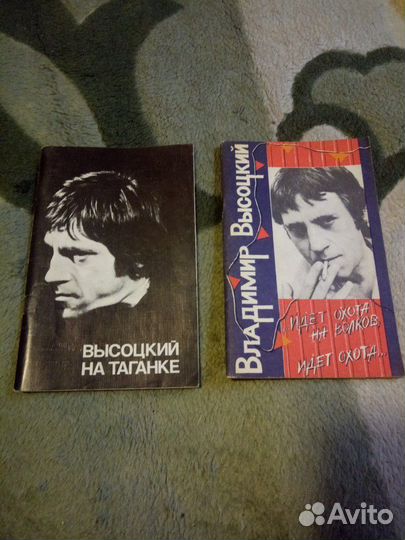 ВЫСОЦКИЙ
НА ТАГАНКЕ
ВЛАДИМИР ВЫСОЦКИЙ
ИДЕТ ОХОТА
НА ВОЛКОВ,
ИДЕТ ОХОТА...
Avito